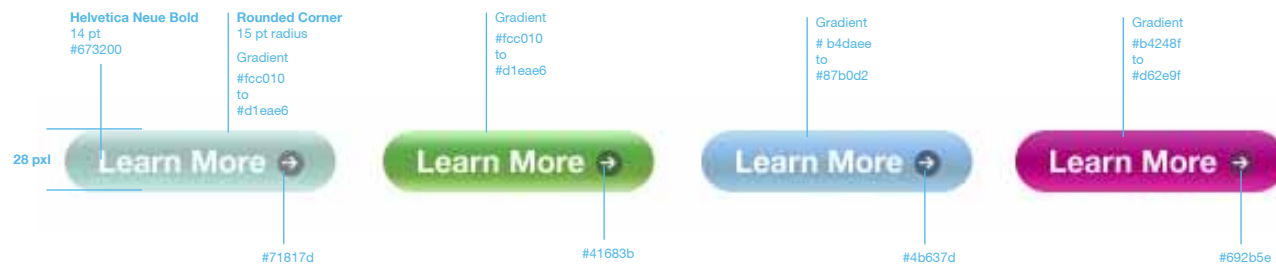 Helvetica Neue Bold
14 pt
#673200
Rounded Corner
15 pt radius
Gradient
#fcc010
to
#d1eae6
Gradient
#fcc010
to
#d1eae6
Gradient
# b4daee
to
#87b0d2
Gradient
#b4248f
to
#d62e9f
28 pxl
Learn More
Learn More
Learn More
Learn More
#71817d
#41683b
#4b637d
#692b5e